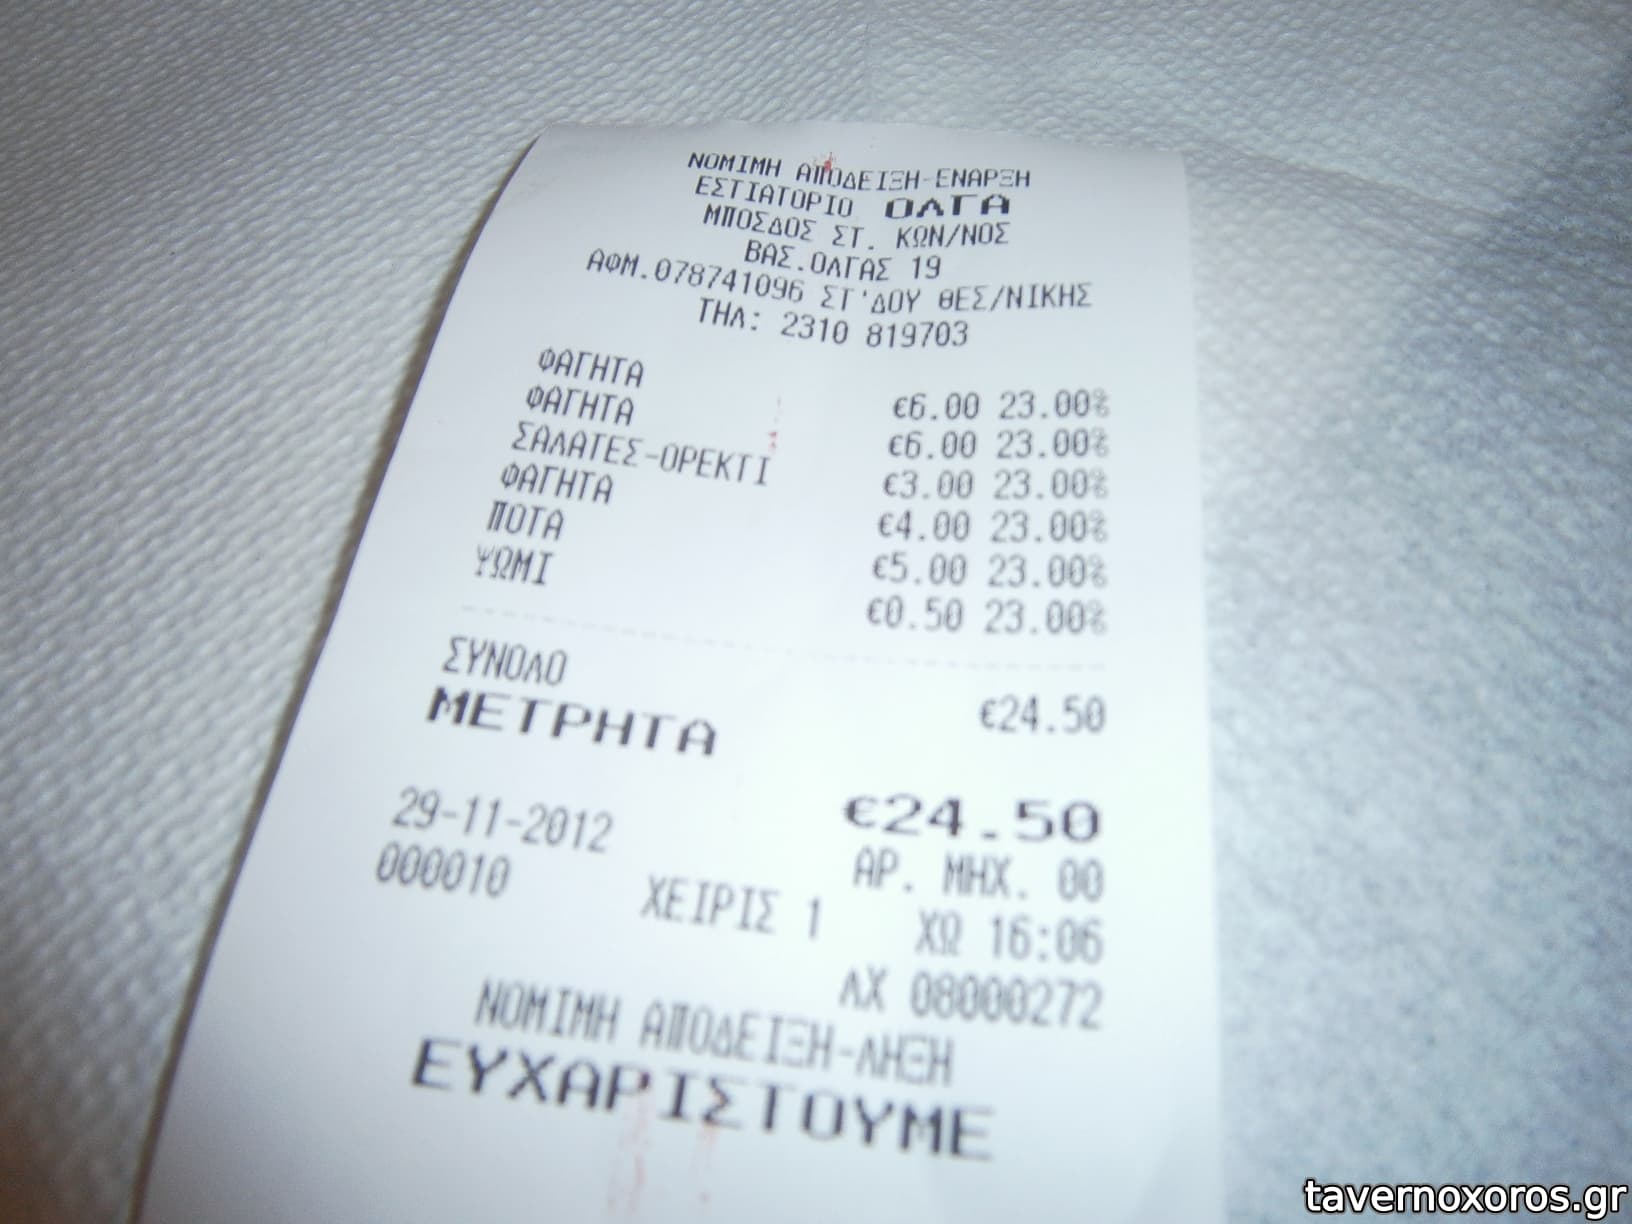 ΝΟΜΙΜΗ ΑΠΟΔΕΙΞΗ-ΕΝΑΡΞΗ
ΕΣΤΙΑΤΟΡΙΟ ΟΛΓΑ
ΜΠΟΣΔΟΣ ΣΤ. ΚΩΝ/ΝΟΣ
ΒΑΣ.ΟΛΓΑΣ 19
ΑΦΜ.078741096 ΣΤ'ΔΟΥ ΘΕΣ/ΝΙΚΗΣ
ΤΗΛ: 2310 819703
ΦΑΓΗΤΑ €6.00 23.00%
ΦΑΓΗΤΑ €6.00 23.00%
ΣΑΛΑΤΕΣ-ΟΡΕΚΤΙ €3.00 23.00%
ΦΑΓΗΤΑ €4.00 23.00%
ΠΟΤΑ €5.00 23.00%
ΨΩΜΙ €0.50 23.00%
ΣΥΝΟΛΟ €24.50
ΜΕΤΡΗΤΑ €24.50
29-11-2012 ΑΡ. ΜΗΧ. 00
000010 ΧΕΙΡΙΣ 1 ΧΩ 16:06
ΛΧ 08000272
ΝΟΜΙΜΗ ΑΠΟΔΕΙΞΗ-ΛΗΞΗ
ΕΥΧΑΡΙΣΤΟΥΜΕ
tavernoxoros.gr